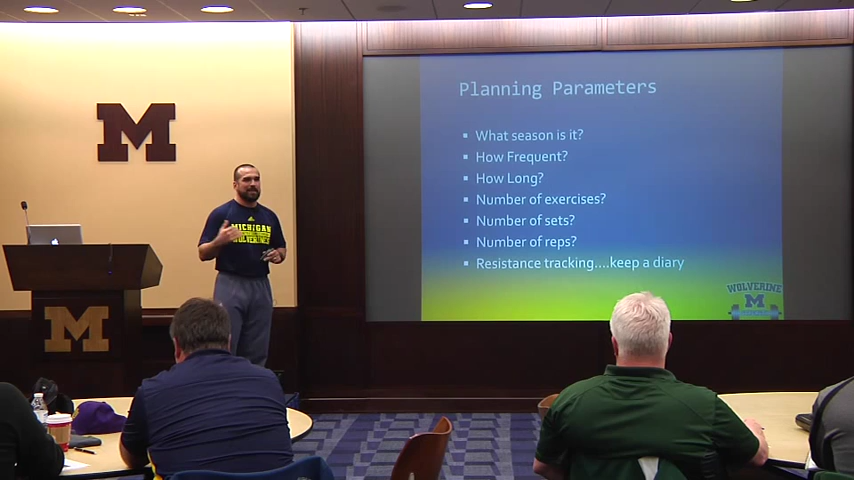 M
Planning Parameters
What season is it?
How Frequent?
How Long?
Number of exercises?
Number of sets?
Number of reps?
Resistance tracking....keep a diary
MICHIGAN
WOLVERINES
WOLVERINE
M
M